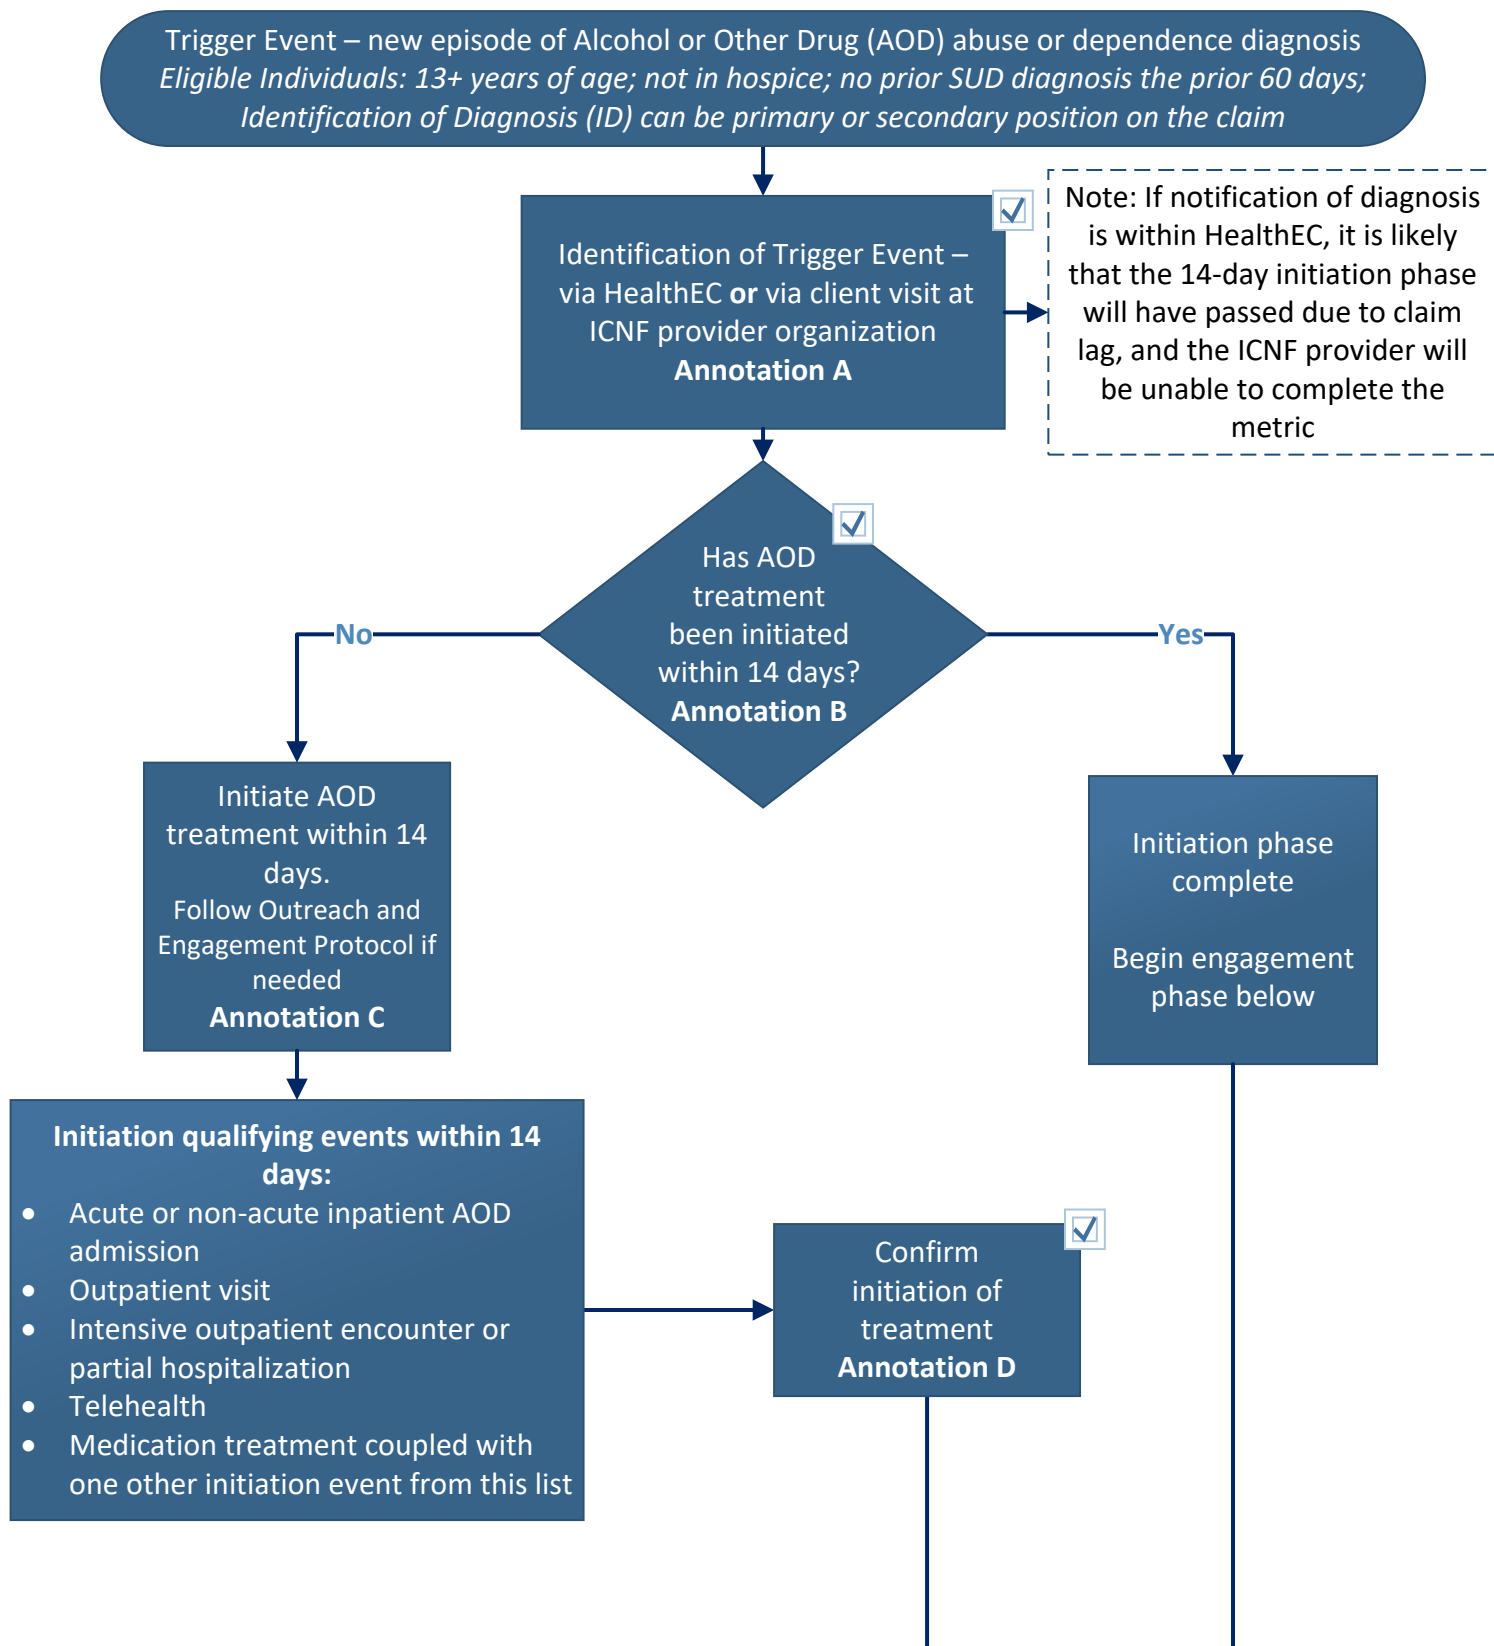 Trigger Event – new episode of Alcohol or Other Drug (AOD) abuse or dependence diagnosis
Eligible Individuals: 13+ years of age; not in hospice; no prior SUD diagnosis the prior 60 days;
Identification of Diagnosis (ID) can be primary or secondary position on the claim
Identification of Trigger Event –
via HealthEC or via client visit at
ICNF provider organization
Annotation A
Note: If notification of diagnosis
is within HealthEC, it is likely
that the 14-day initiation phase
will have passed due to claim
lag, and the ICNF provider will
be unable to complete the
metric
Has AOD
treatment
been initiated
within 14 days?
Annotation B
No
Yes
Initiate AOD
treatment within 14
days.
Follow Outreach and
Engagement Protocol if
needed
Annotation C
Initiation phase
complete
Begin engagement
phase below
Initiation qualifying events within 14
days:
• Acute or non-acute inpatient AOD
admission
• Outpatient visit
• Intensive outpatient encounter or
partial hospitalization
• Telehealth
• Medication treatment coupled with
one other initiation event from this list
Confirm
initiation of
treatment
Annotation D